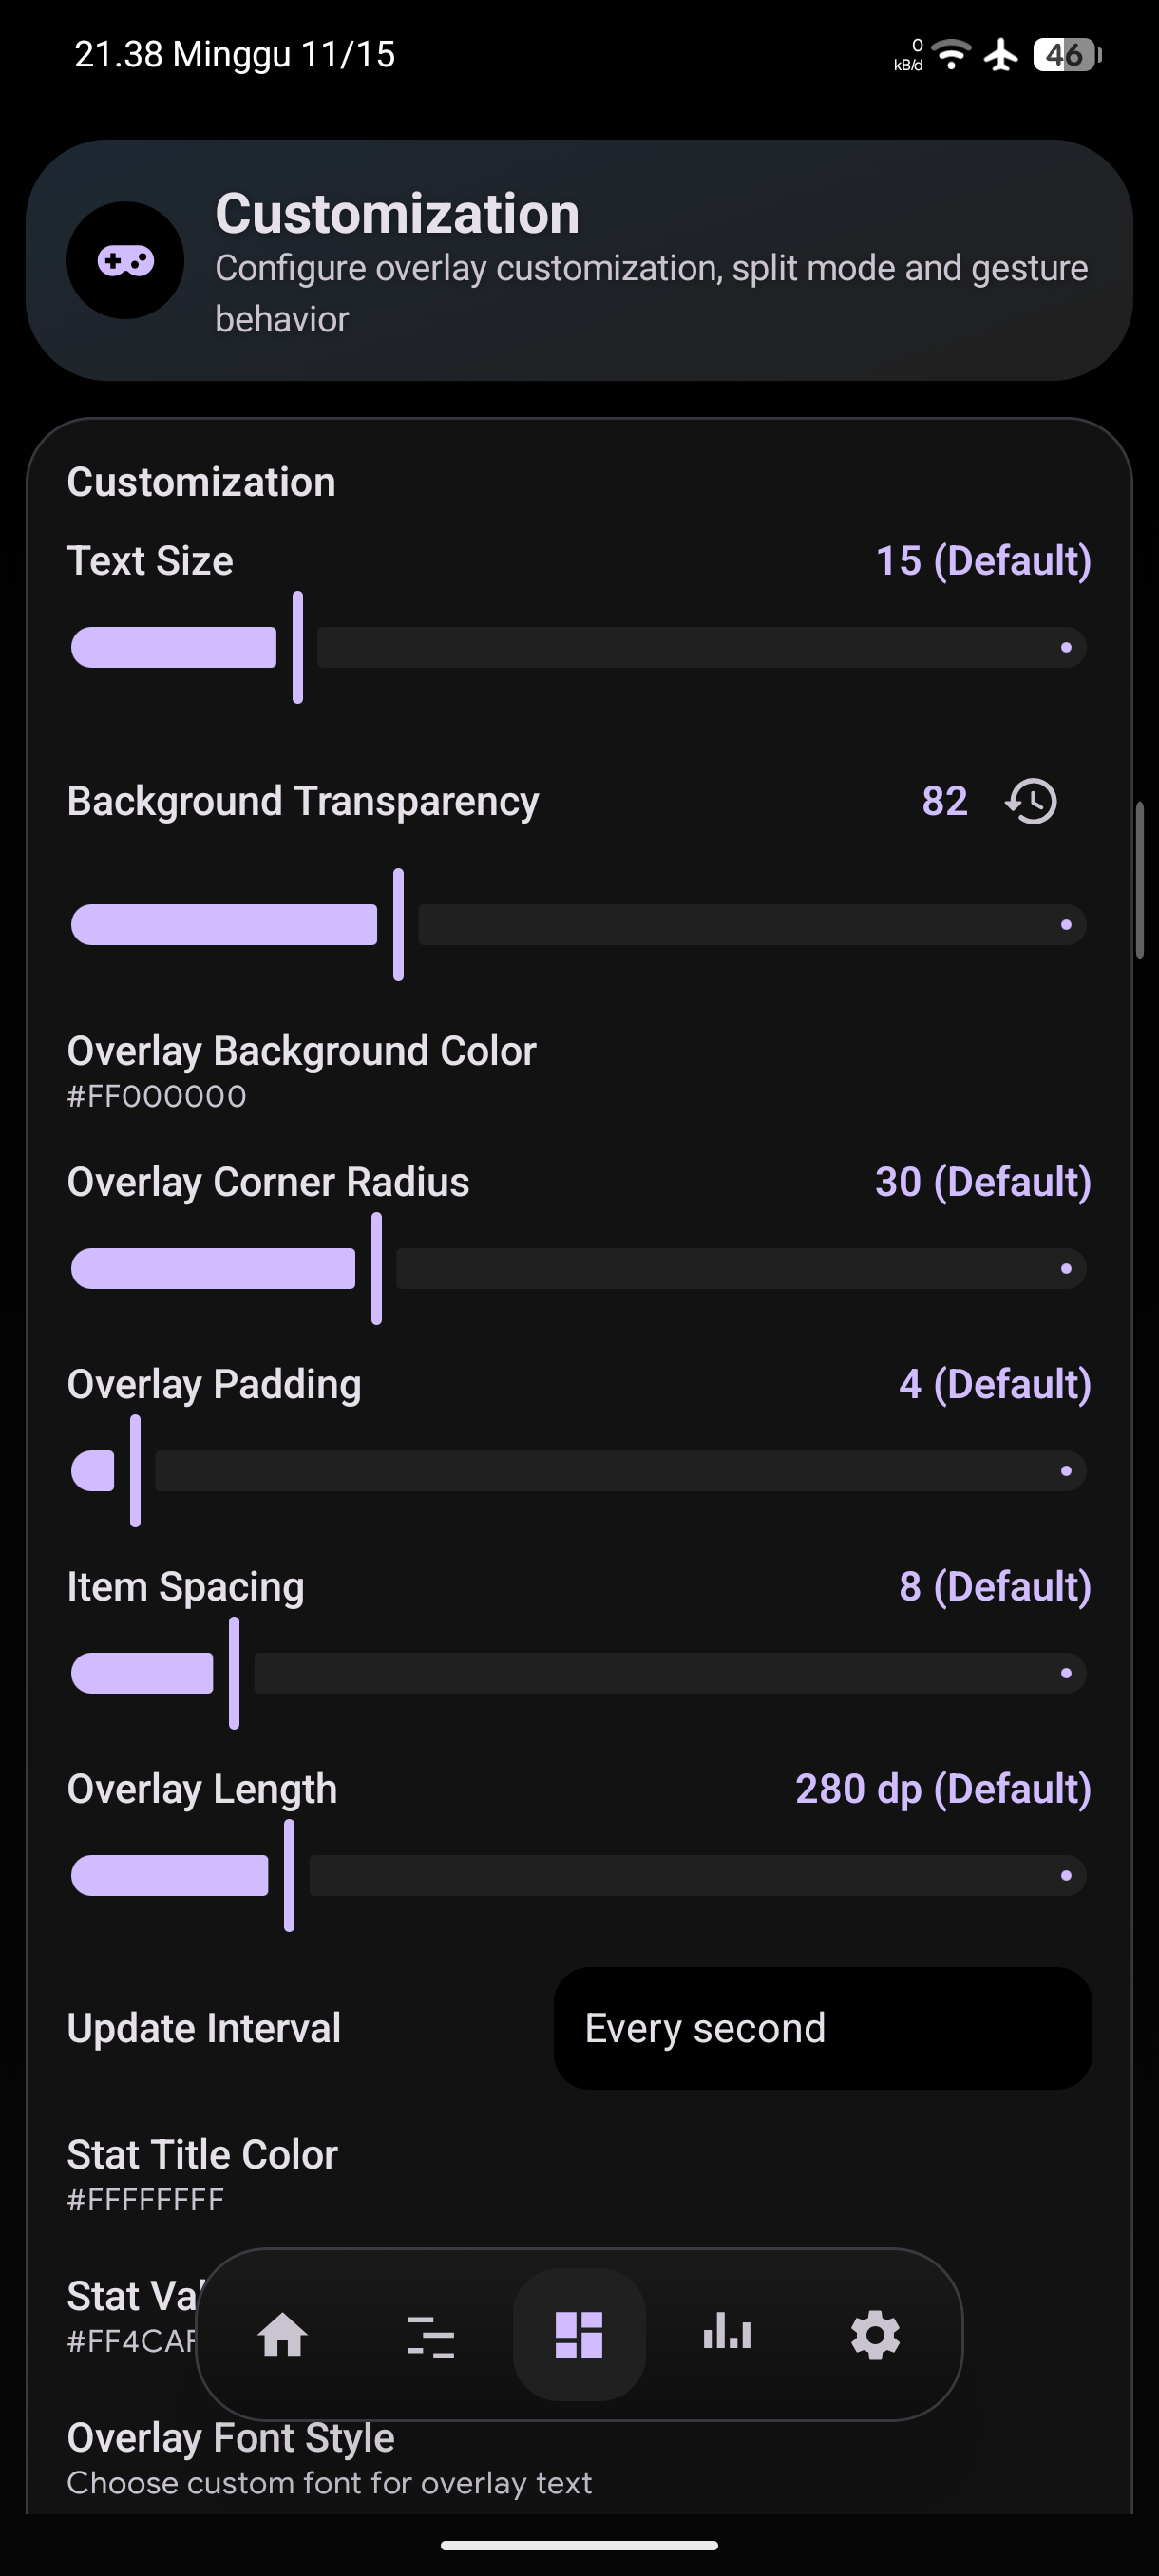 21.38 Minggu 11/15
0
kB/d
46
Customization
Configure overlay customization, split mode and gesture
behavior
Customization
Text Size
15 (Default)
Background Transparency
82
Overlay Background Color
#FF000000
Overlay Corner Radius
30 (Default)
Overlay Padding
4 (Default)
Item Spacing
8 (Default)
Overlay Length
280 dp (Default)
Update Interval
Every second
Stat Title Color
#FFFFFFFF
Stat
Overlay Font Style
Choose custom font for overlay text